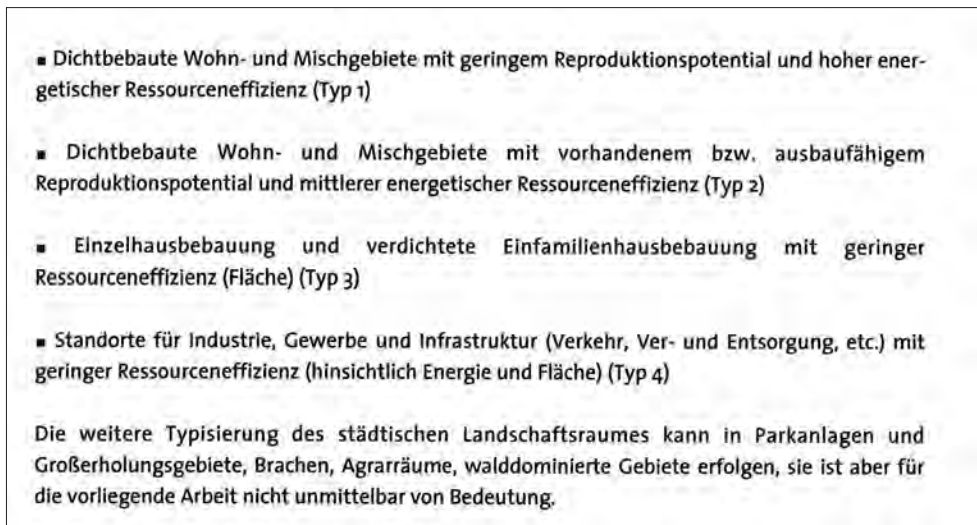 ▪ Dichtbebaute Wohn- und Mischgebiete mit geringem Reproduktionspotential und hoher ener-
getischer Ressourceneffizienz (Typ 1)
▪ Dichtbebaute Wohn- und Mischgebiete mit vorhandenem bzw. ausbaufähigem
Reproduktionspotential und mittlerer energetischer Ressourceneffizienz (Typ 2)
▪ Einzelhausbebauung und verdichtete Einfamilienhausbebauung mit geringer
Ressourceneffizienz (Fläche) (Typ 3)
▪ Standorte für Industrie, Gewerbe und Infrastruktur (Verkehr, Ver- und Entsorgung, etc.) mit
geringer Ressourceneffizienz (hinsichtlich Energie und Fläche) (Typ 4)
Die weitere Typisierung des städtischen Landschaftsraumes kann in Parkanlagen und
Großerholungsgebiete, Brachen, Agrarräume, walddominierte Gebiete erfolgen, sie ist aber für
die vorliegende Arbeit nicht unmittelbar von Bedeutung.